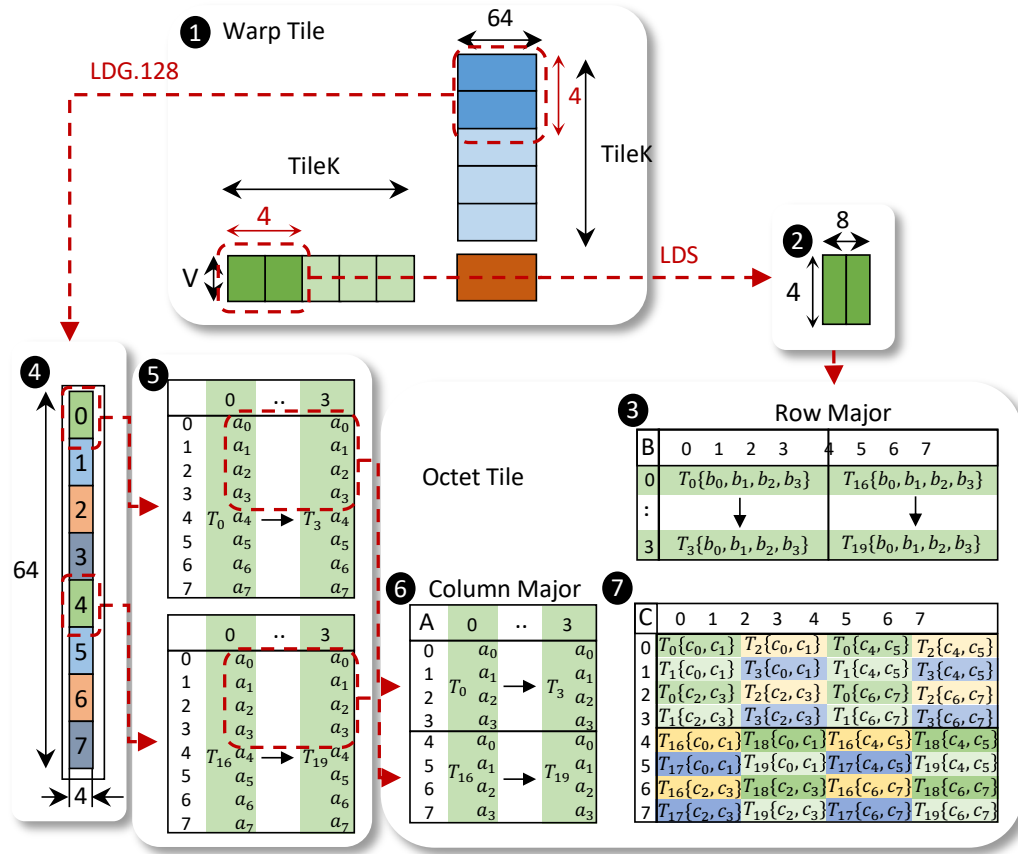 1 Warp Tile
64
LDG.128
4
TileK
TileK
4
V
LDS
2
8
4
4
64
0
1
2
3
4
5
6
7
4
5
0 .. 3
0 a₀ a₀
1 a₁ a₁
2 a₂ a₂
3 a₃ a₃
4 T₀ a₄ → T₃ a₄
5 a₅ a₅
6 a₆ a₆
7 a₇ a₇
0 .. 3
0 a₀ a₀
1 a₁ a₁
2 a₂ a₂
3 a₃ a₃
4 T₁₆ a₄ → T₁₉ a₄
5 a₅ a₅
6 a₆ a₆
7 a₇ a₇
Octet Tile
3 Row Major
B 0 1 2 3 4 5 6 7
0 T₀{b₀, b₁, b₂, b₃} T₁₆{b₀, b₁, b₂, b₃}
:
3 T₃{b₀, b₁, b₂, b₃} T₁₉{b₀, b₁, b₂, b₃}
6 Column Major
A 0 .. 3
0 a₀ a₀
1 a₁ a₁
T₀ → T₃
2 a₂ a₂
3 a₃ a₃
4 a₀ a₀
5 a₁ a₁
T₁₆ → T₁₉
6 a₂ a₂
7 a₃ a₃
7
C 0 1 2 3 4 5 6 7
0 T₀{c₀, c₁} T₂{c₀, c₁} T₀{c₄, c₅} T₂{c₄, c₅}
1 T₁{c₀, c₁} T₃{c₀, c₁} T₁{c₄, c₅} T₃{c₄, c₅}
2 T₀{c₂, c₃} T₂{c₂, c₃} T₀{c₆, c₇} T₂{c₆, c₇}
3 T₁{c₂, c₃} T₃{c₂, c₃} T₁{c₆, c₇} T₃{c₆, c₇}
4 T₁₆{c₀, c₁} T₁₈{c₀, c₁} T₁₆{c₄, c₅} T₁₈{c₄, c₅}
5 T₁₇{c₀, c₁} T₁₉{c₀, c₁} T₁₇{c₄, c₅} T₁₉{c₄, c₅}
6 T₁₆{c₂, c₃} T₁₈{c₂, c₃} T₁₆{c₆, c₇} T₁₈{c₆, c₇}
7 T₁₇{c₂, c₃} T₁₉{c₂, c₃} T₁₇{c₆, c₇} T₁₉{c₆, c₇}